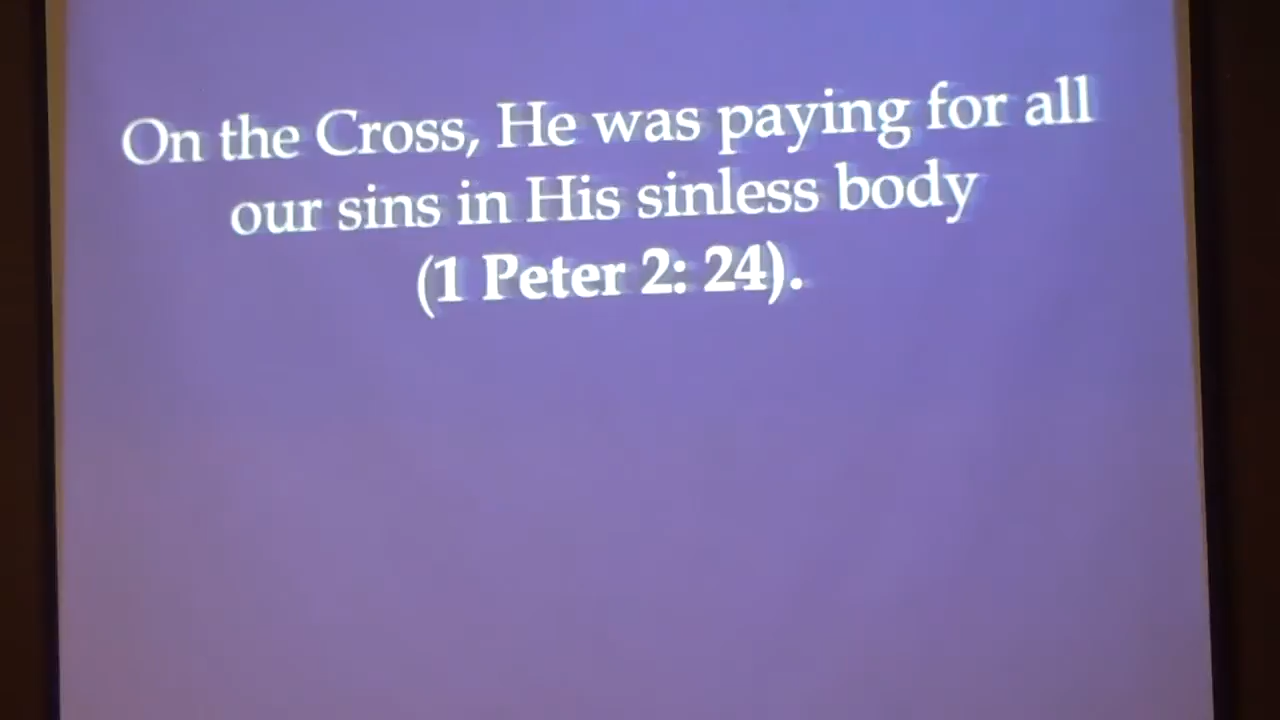 On the Cross, He was paying for all
our sins in His sinless body
(1 Peter 2: 24).